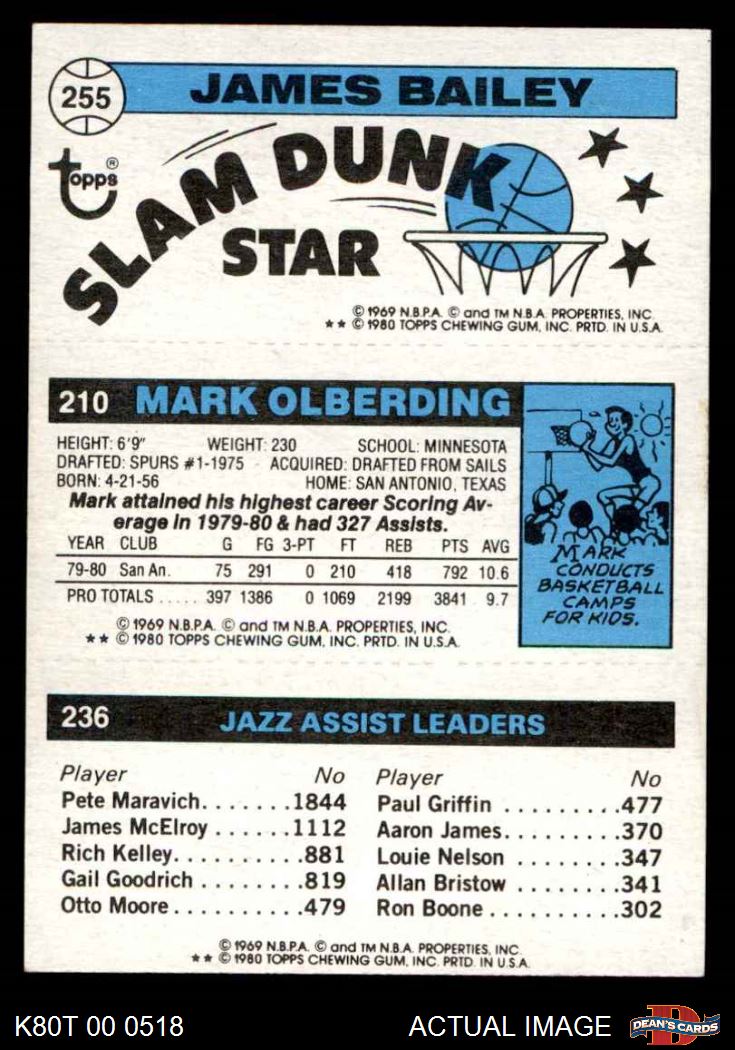 255
JAMES BAILEY
Topps®
SLAM DUNK
STAR
© 1969 N.B.P.A. © and TM N.B.A. PROPERTIES, INC.
★★ © 1980 TOPPS CHEWING GUM, INC. PRTD. IN U.S.A.
210 MARK OLBERDING
HEIGHT: 6'9" WEIGHT: 230 SCHOOL: MINNESOTA
DRAFTED: SPURS #1-1975 - ACQUIRED: DRAFTED FROM SAILS
BORN: 4-21-56 HOME: SAN ANTONIO, TEXAS
Mark attained his highest career Scoring Av-
erage in 1979-80 & had 327 Assists.
YEAR CLUB G FG 3-PT FT REB PTS AVG
79-80 San An. 75 291 0 210 418 792 10.6
PRO TOTALS ..... 397 1386 0 1069 2199 3841 9.7
© 1969 N.B.P.A. © and TM N.B.A. PROPERTIES, INC.
★★ © 1980 TOPPS CHEWING GUM, INC. PRTD. IN U.S.A.
MARK
CONDUCTS
BASKETBALL
CAMPS
FOR KIDS.
236 JAZZ ASSIST LEADERS
Player No Player No
Pete Maravich.......1844 Paul Griffin .........477
James McElroy ......1112 Aaron James.........370
Rich Kelley..........881 Louie Nelson ........347
Gail Goodrich ........819 Allan Bristow ........341
Otto Moore..........479 Ron Boone..........302
© 1969 N.B.P.A. © and TM N.B.A. PROPERTIES, INC.
★★ © 1980 TOPPS CHEWING GUM, INC. PRTD. IN U.S.A.
K80T 00 0518 ACTUAL IMAGE DEAN'S CARDS